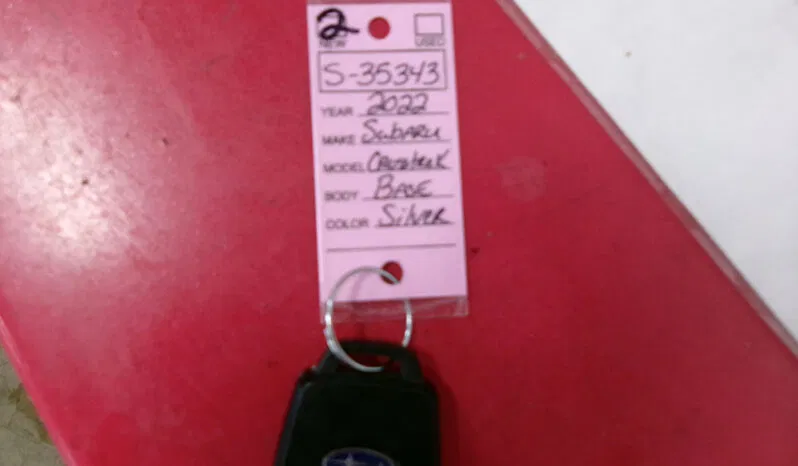 2
NEW USED
S-35343
YEAR 2022
MAKE Subaru
MODEL Crosstrek
BODY BASE
COLOR Silver